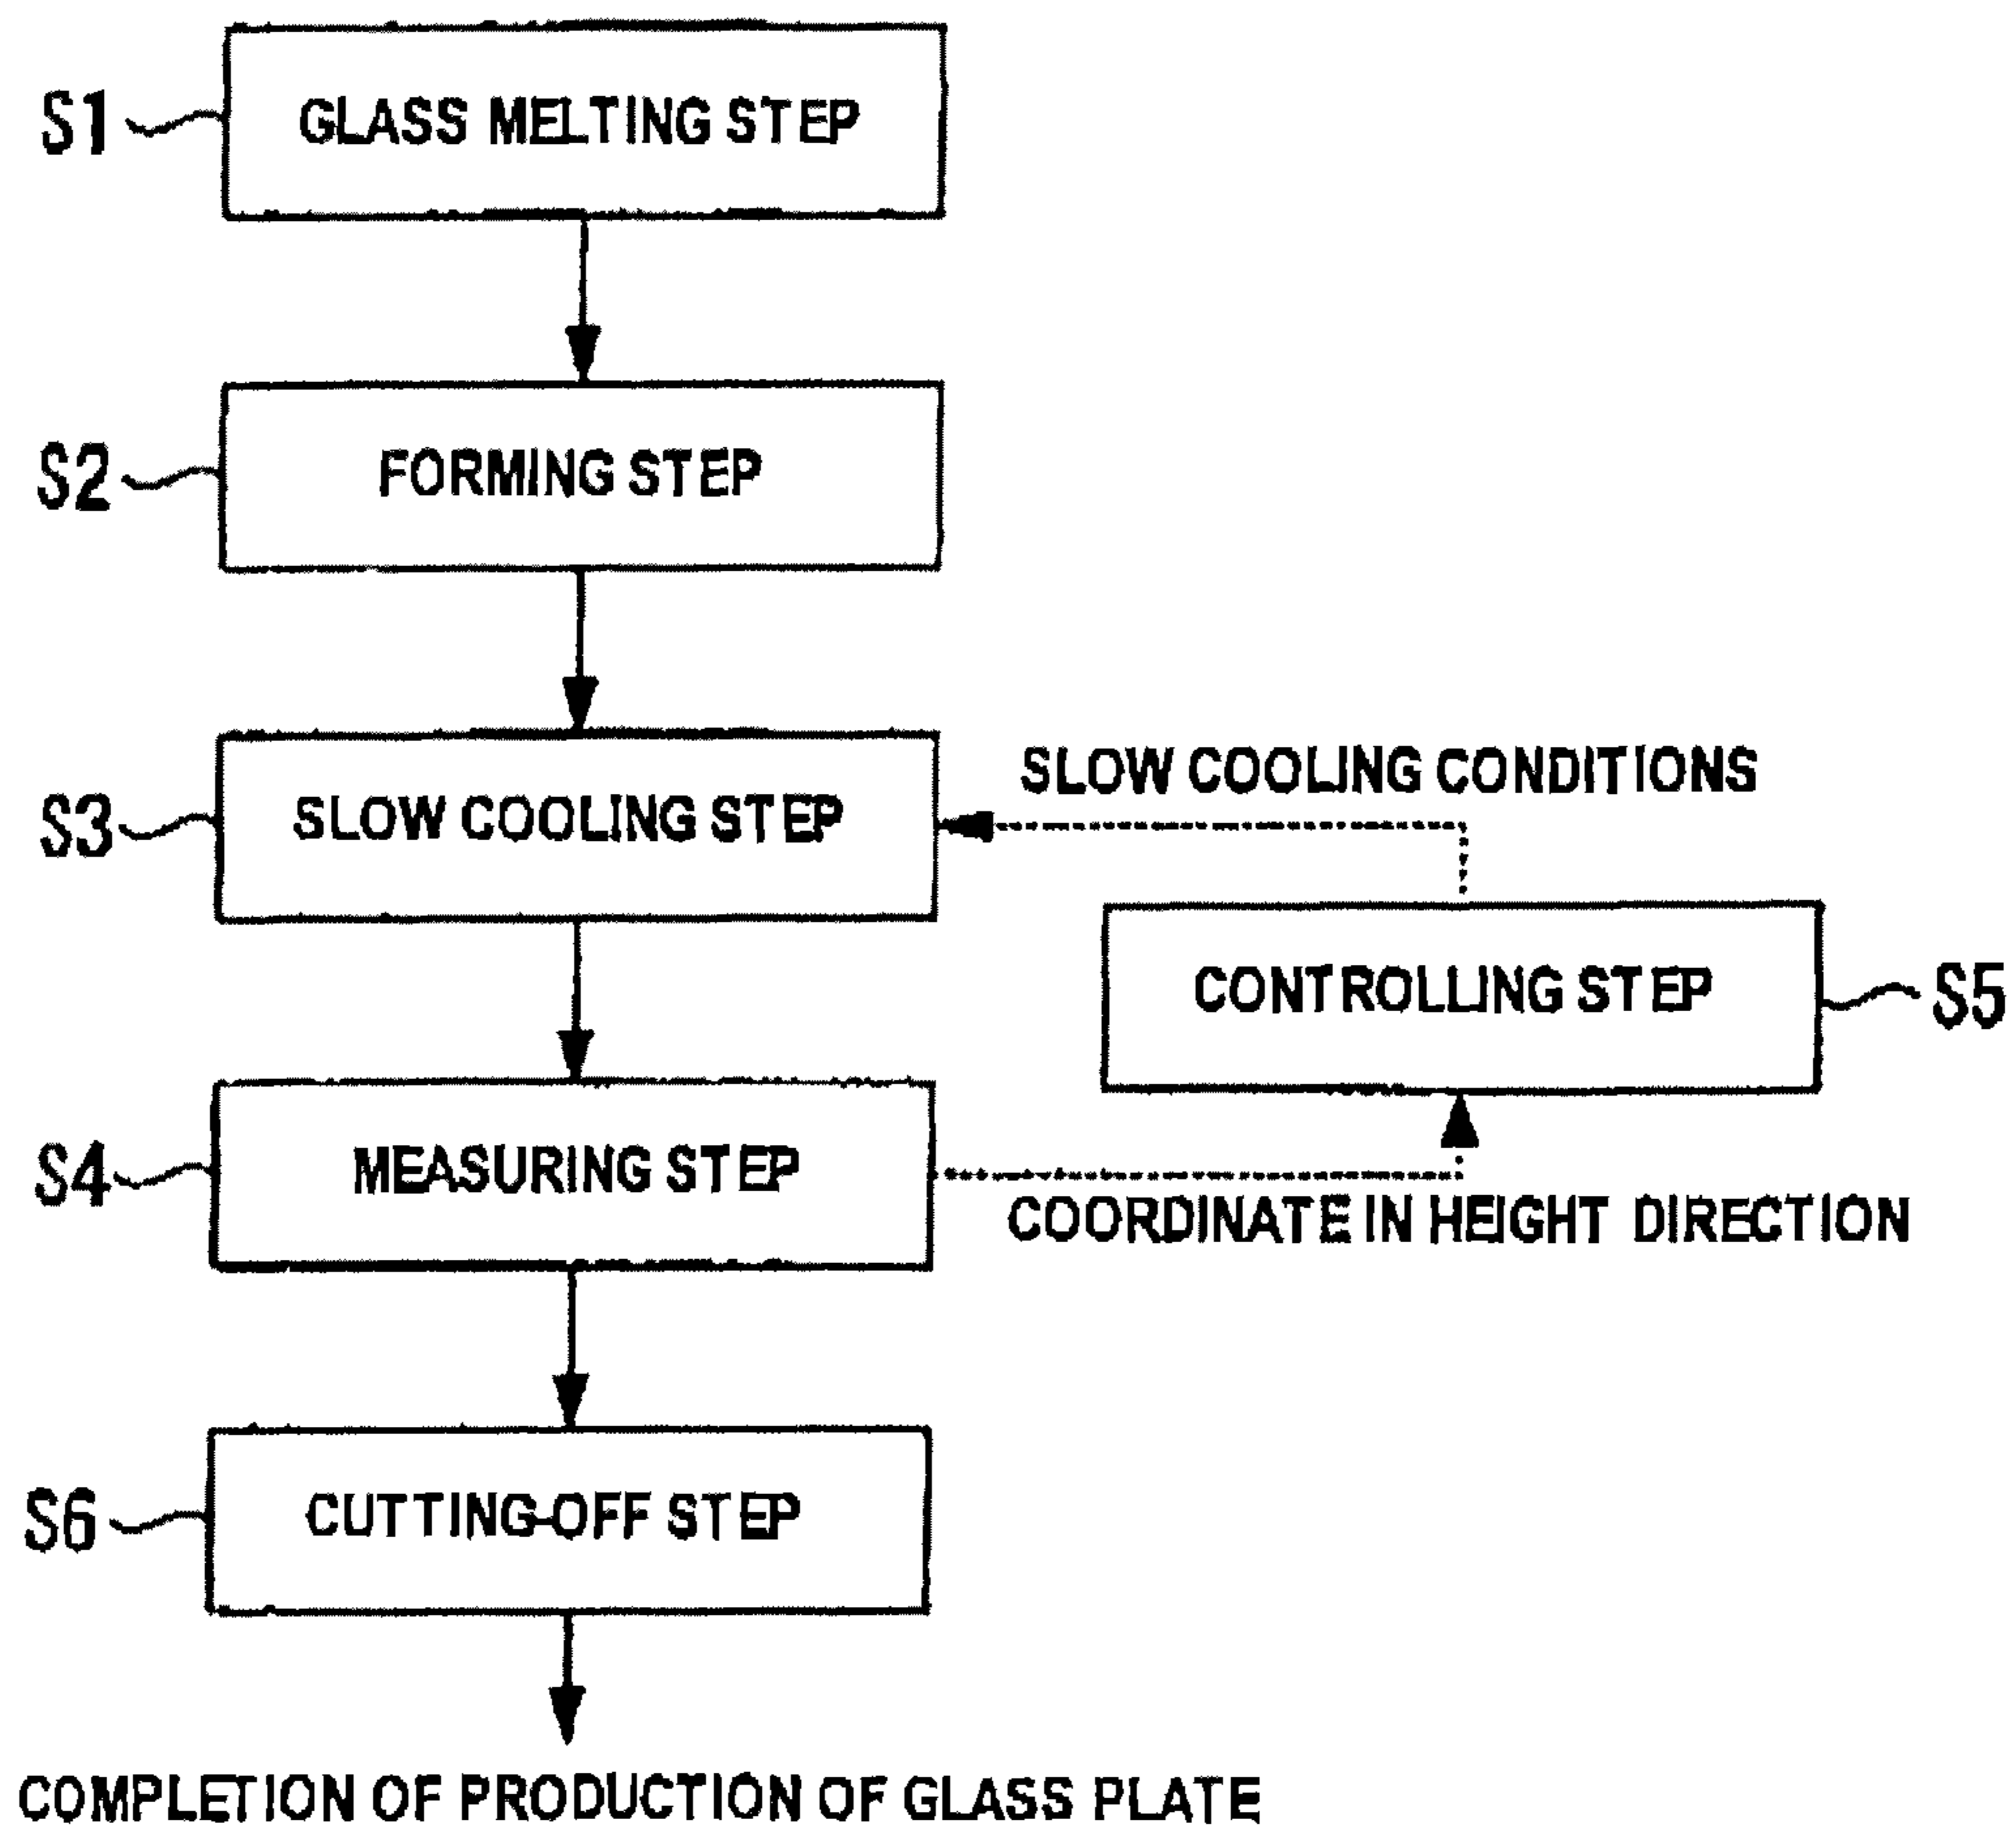 S1
GLASS MELTING STEP
S2
FORMING STEP
S3
SLOW COOLING STEP
SLOW COOLING CONDITIONS
CONTROLLING STEP
S5
S4
MEASURING STEP
COORDINATE IN HEIGHT DIRECTION
S6
CUTTING-OFF STEP
COMPLETION OF PRODUCTION OF GLASS PLATE